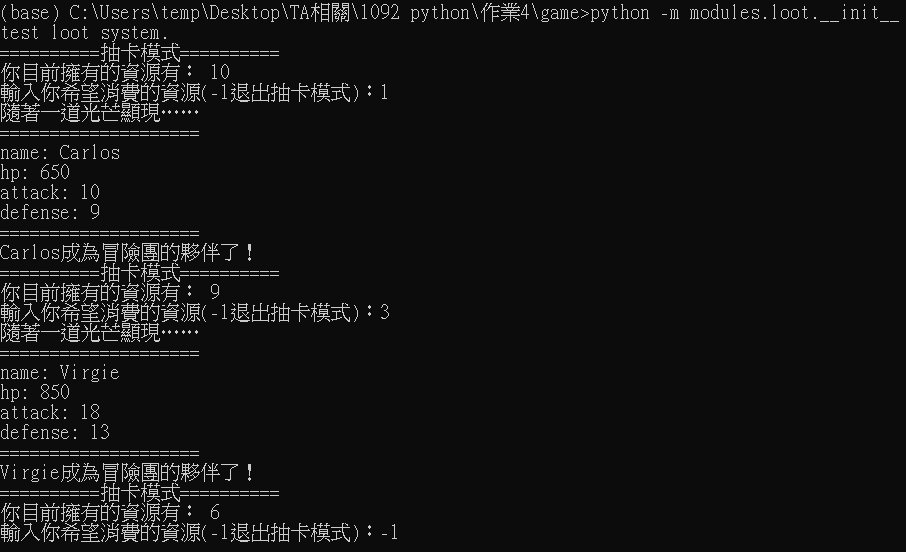 (base) C:\Users\temp\Desktop\TA相關\1092 python\作業4\game>python -m modules.loot.__init__
test loot system.
==========抽卡模式==========
你目前擁有的資源有： 10
輸入你希望消費的資源(-1退出抽卡模式)：1
隨著一道光芒顯現……
====================
name: Carlos
hp: 650
attack: 10
defense: 9
====================
Carlos成為冒險團的夥伴了！
==========抽卡模式==========
你目前擁有的資源有： 9
輸入你希望消費的資源(-1退出抽卡模式)：3
隨著一道光芒顯現……
====================
name: Virgie
hp: 850
attack: 18
defense: 13
====================
Virgie成為冒險團的夥伴了！
==========抽卡模式==========
你目前擁有的資源有： 6
輸入你希望消費的資源(-1退出抽卡模式)：-1